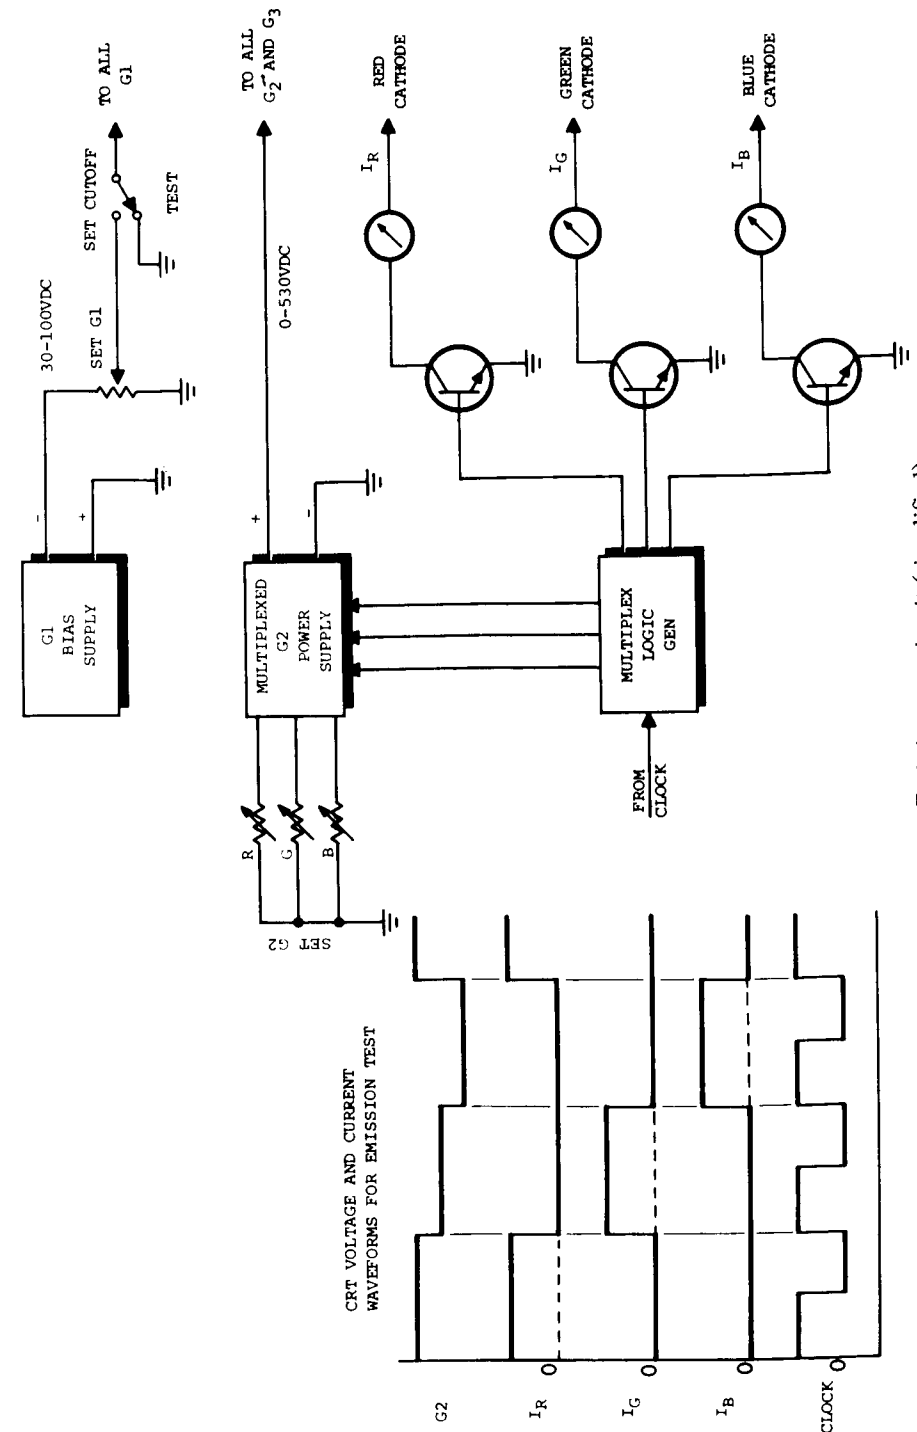 TO ALL
G1
SET CUTOFF
TEST
30-100VDC
SET G1
-
+
G1
BIAS
SUPPLY
TO ALL
G2 AND G3
0-530VDC
+
-
MULTIPLEXED
G2
POWER
SUPPLY
R
G
B
SET G2
RED
CATHODE
IR
GREEN
CATHODE
IG
BLUE
CATHODE
IB
MULTIPLEX
LOGIC
GEN
FROM
CLOCK
CRT VOLTAGE AND CURRENT
WAVEFORMS FOR EMISSION TEST
G2
IR
0
IG
0
IB
0
CLOCK
0